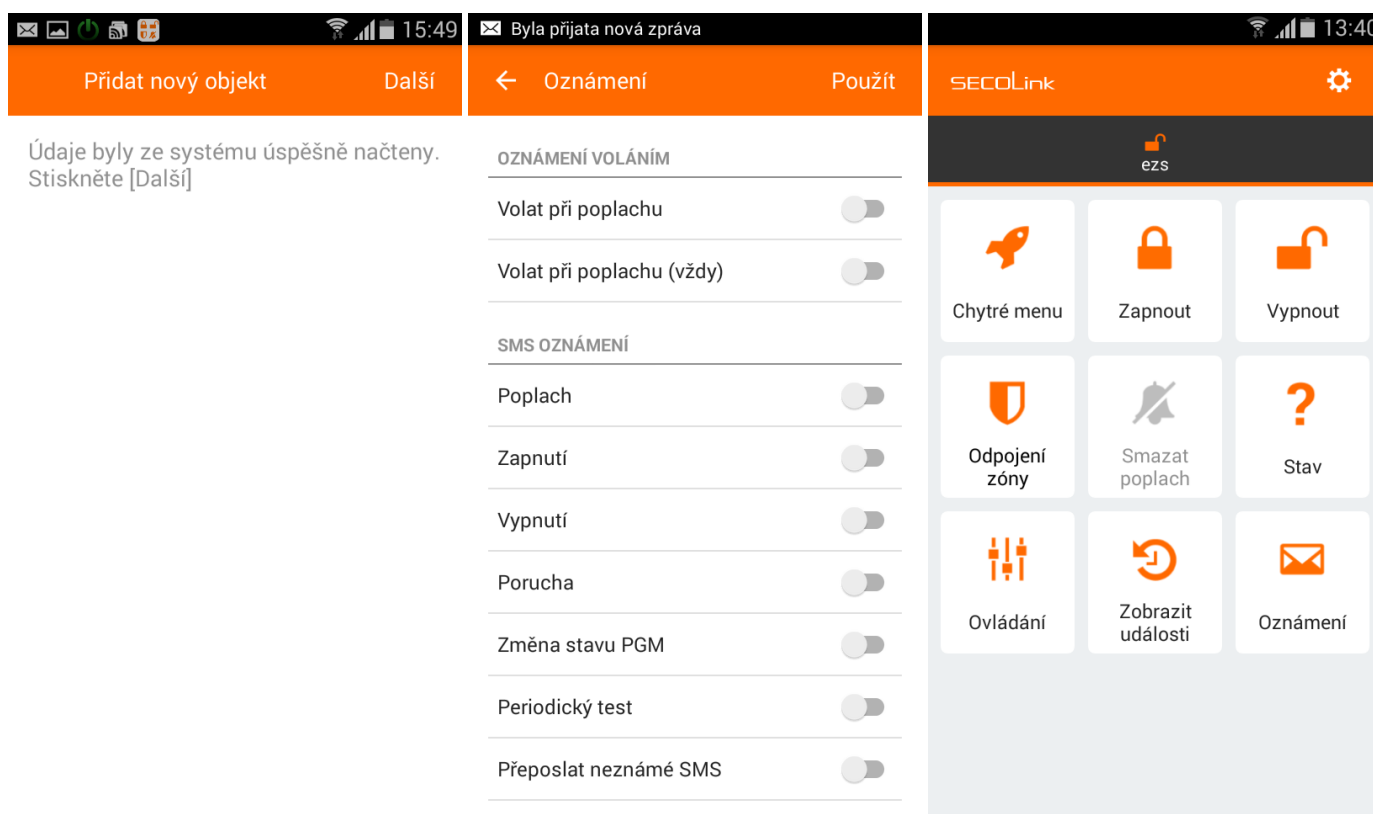 15:49
Přidat nový objekt
Další
Údaje byly ze systému úspěšně načteny.
Stiskněte [Další]
Byla přijata nová zpráva
Oznámení
Použít
OZNÁMENÍ VOLÁNÍM
Volat při poplachu
Volat při poplachu (vždy)
SMS OZNÁMENÍ
Poplach
Zapnutí
Vypnutí
Porucha
Změna stavu PGM
Periodický test
Přeposlat neznámé SMS
13:40
SECOLink
ezs
Chytré menu
Zapnout
Vypnout
Odpojení
zóny
Smazat
poplach
Stav
Ovládání
Zobrazit
události
Oznámení